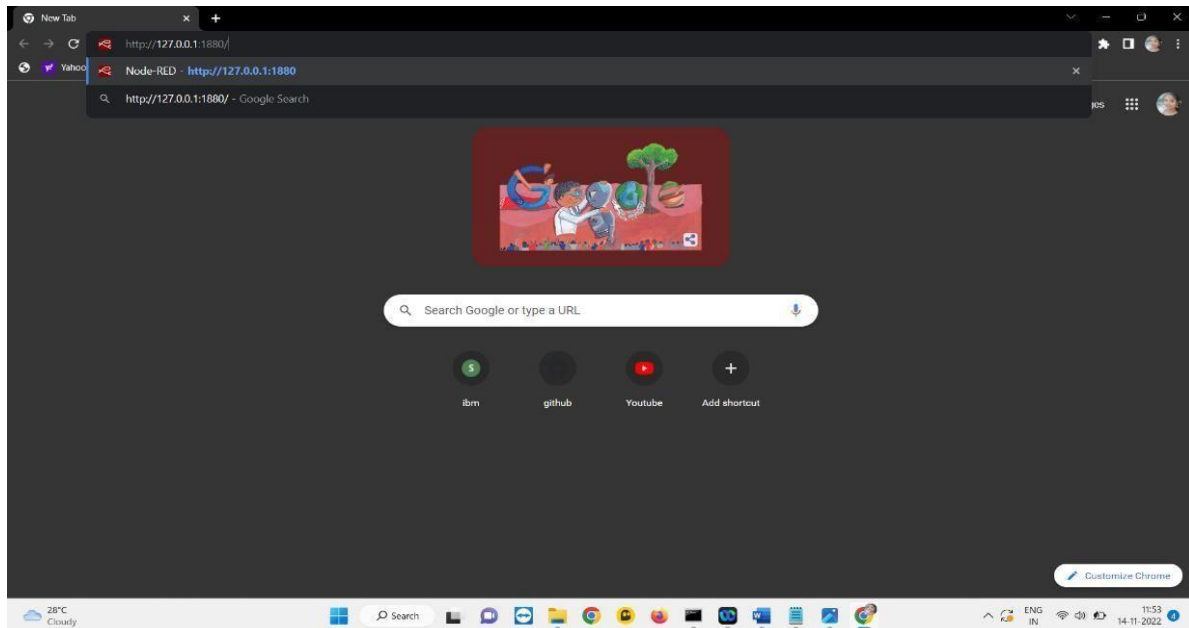 New Tab
http://127.0.0.1:1880/
Yahoo
Node-RED - http://127.0.0.1:1880
http://127.0.0.1:1880/ - Google Search
Google
Search Google or type a URL
S
ibm
github
Youtube
Add shortcut
Customize Chrome
28°C
Cloudy
Search
ENG
IN
11:53
14-11-2022
4